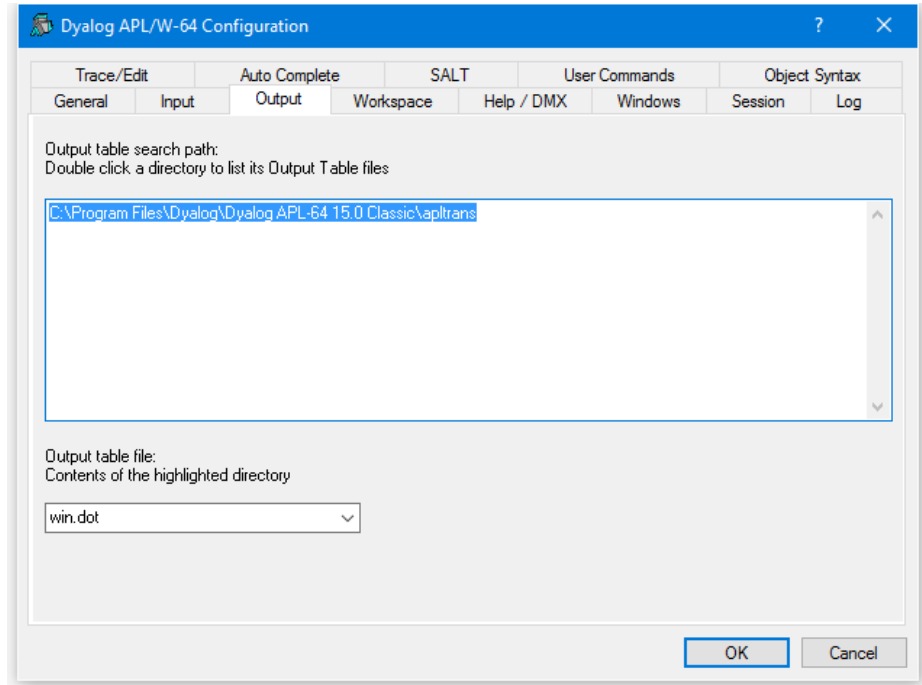 Dyalog APL/W-64 Configuration
Trace/Edit Auto Complete SALT User Commands Object Syntax
General Input Output Workspace Help / DMX Windows Session Log
Output table search path:
Double click a directory to list its Output Table files
C:\Program Files\Dyalog\Dyalog APL-64 15.0 Classic\apltrans
Output table file:
Contents of the highlighted directory
win.dot
OK Cancel